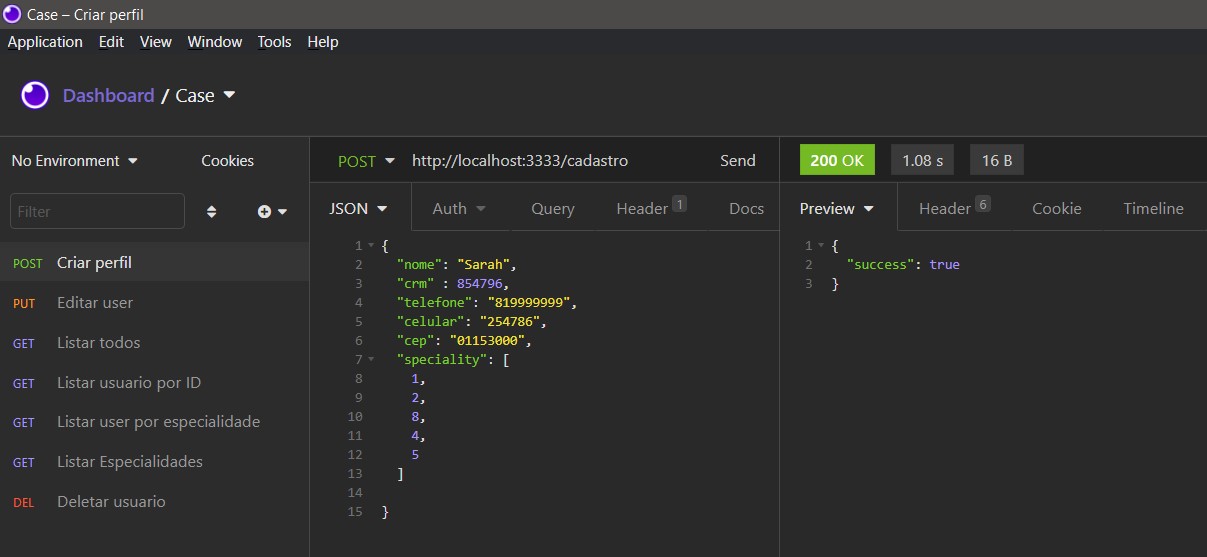 Case – Criar perfil
Application Edit View Window Tools Help
Dashboard / Case
No Environment Cookies
Filter
POST Criar perfil
PUT Editar user
GET Listar todos
GET Listar usuario por ID
GET Listar user por especialidade
GET Listar Especialidades
DEL Deletar usuario
POST http://localhost:3333/cadastro Send
JSON Auth Query Header 1 Docs
1 {
2 "nome": "Sarah",
3 "crm" : 854796,
4 "telefone": "819999999",
5 "celular": "254786",
6 "cep": "01153000",
7 "speciality": [
8 1,
9 2,
10 8,
11 4,
12 5
13 ]
14
15 }
200 OK 1.08 s 16 B
Preview Header 6 Cookie Timeline
1 {
2 "success": true
3 }